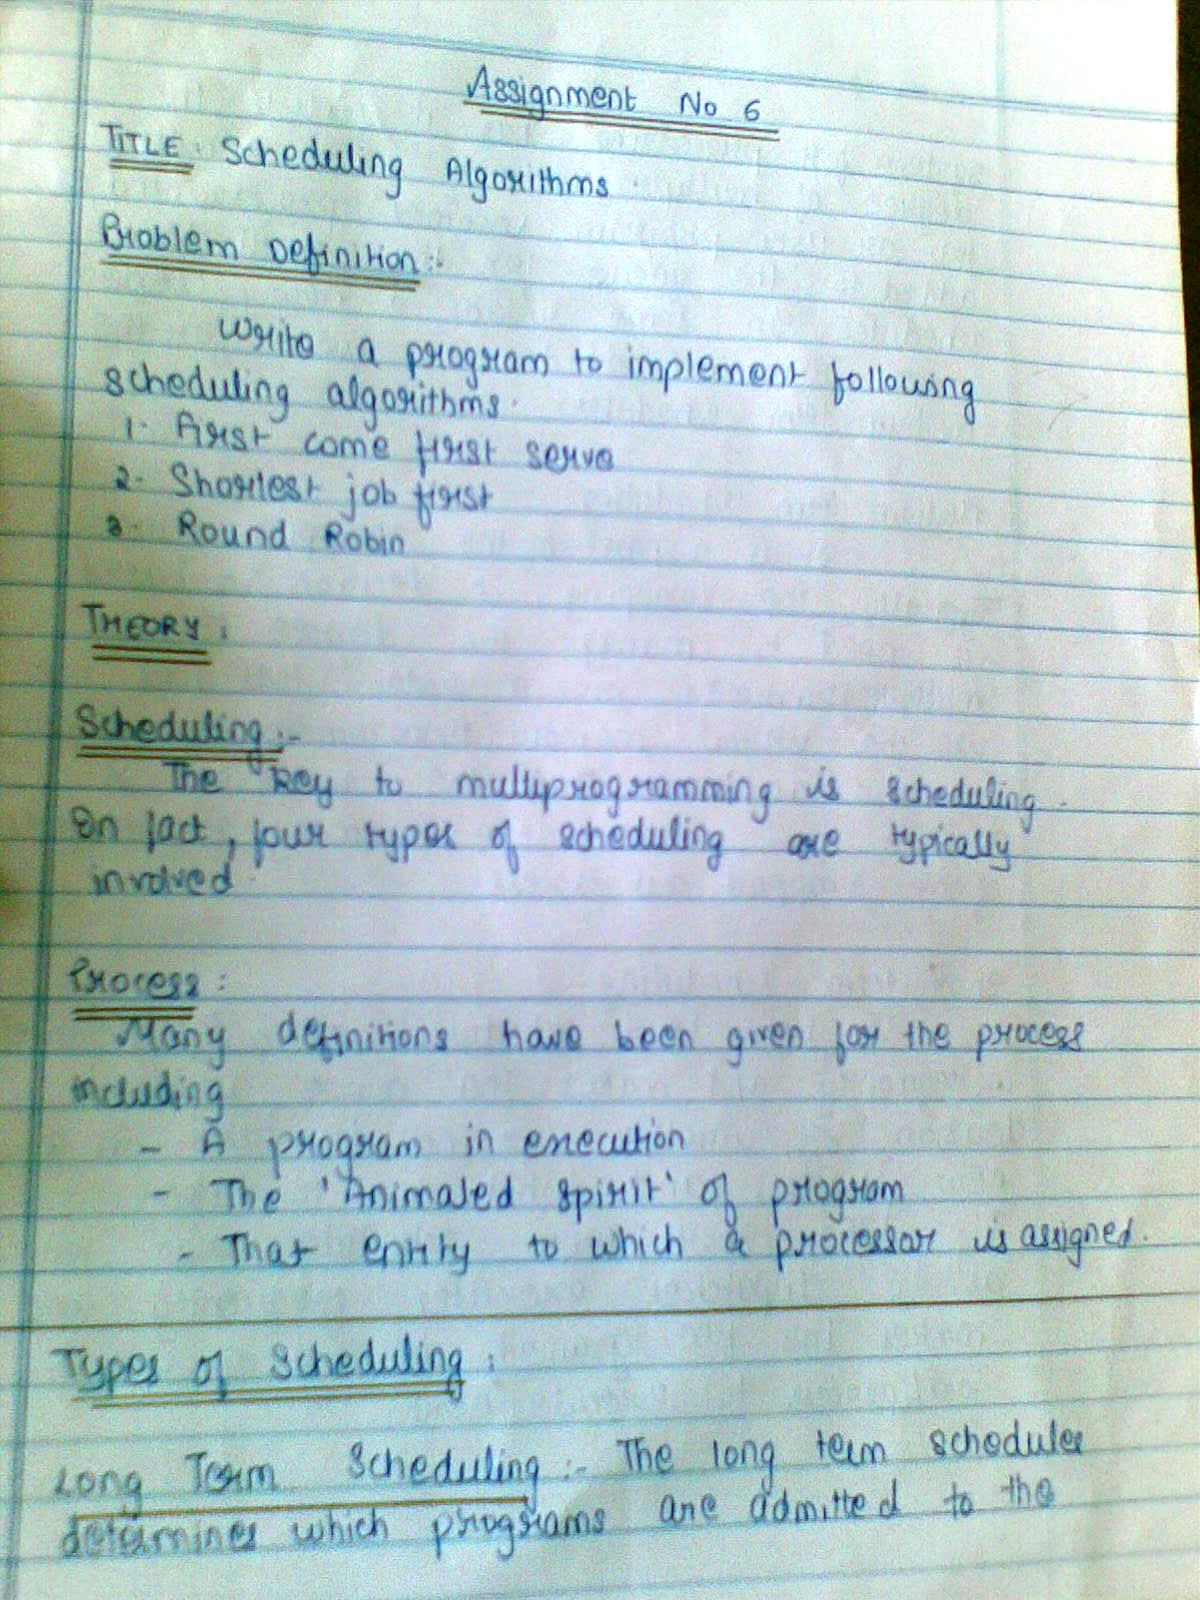 Assignment No 6
TITLE : Scheduling Algorithms
Problem Definition :-
Write a program to implement following
scheduling algorithms.
1. First come first serve
2. Shortest job first
3. Round Robin
THEORY :
Scheduling :-
The key to multiprogramming is scheduling.
In fact, four types of scheduling are typically
involved.
Process :
Many definitions have been given for the process
including
- A program in execution
- The 'Animated spirit' of program
- That entity to which a processor is assigned.
Types of Scheduling :
Long Term Scheduling :- The long term scheduler
determines which programs are admitted to the